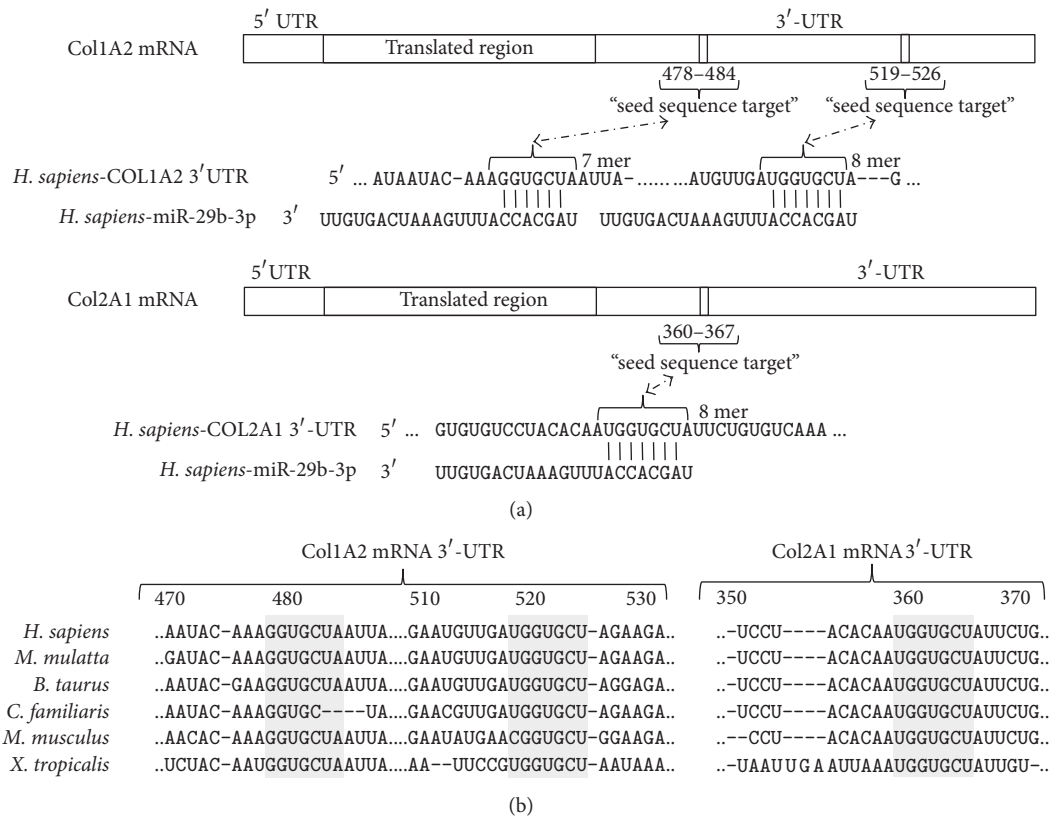 5′ UTR 3′-UTR
Col1A2 mRNA Translated region
478–484 519–526
“seed sequence target” “seed sequence target”
7 mer 8 mer
H. sapiens-COL1A2 3′UTR 5′ ... AUAAUAC-AAAGGUGCUAAUUA-...... ...AUGUUGAUGGUGCUA---G ...
H. sapiens-miR-29b-3p 3′ UUGUGACUAAAGUUUACCACGAU UUGUGACUAAAGUUUACCACGAU
5′UTR 3′-UTR
Col2A1 mRNA Translated region
360–367
“seed sequence target”
8 mer
H. sapiens-COL2A1 3′-UTR 5′ ... GUGUGUCCUACACAAUGGUGCUAUUCUGUGUCAAA ...
H. sapiens-miR-29b-3p 3′ UUGUGACUAAAGUUUACCACGAU
(a)
Col1A2 mRNA 3′-UTR Col2A1 mRNA 3′-UTR
470 480 510 520 530 350 360 370
H. sapiens ..AAUAC-AAAGGUGCUAAUUA....GAAUGUUGAUGGUGCU-AGAAGA.. ..-UCCU----ACACAAUGGUGCUAUUCUG..
M. mulatta ..GAUAC-AAAGGUGCUAAUUA....GAAUGUUGAUGGUGCU-AGAAGA.. ..-UCCU----ACACAAUGGUGCUAUUCUG..
B. taurus ..AAUAC-GAAGGUGCUAAUUA....GAAUGUUGAUGGUGCU-AGGAGA.. ..-UCCU----ACACAAUGGUGCUAUUCUG..
C. familiaris ..AAUAC-AAAGGUGC----UA....GAACGUUGAUGGUGCU-AGAAGA.. ..-UCCU----ACACAAUGGUGCUAUUCUG..
M. musculus ..AACAC-AAAGGUGCUAAUUA....GAAUAUGAACGGUGCU-GGAAGA.. ..--CCU----ACACAAUGGUGCUAUUCUG..
X. tropicalis ..UCUAC-AAUGGUGCUAAUUA....AA--UUCCGUGGUGCU-AAUAAA.. ..-UAAUUGAAUUAAAUGGUGCUAUUGU-..
(b)